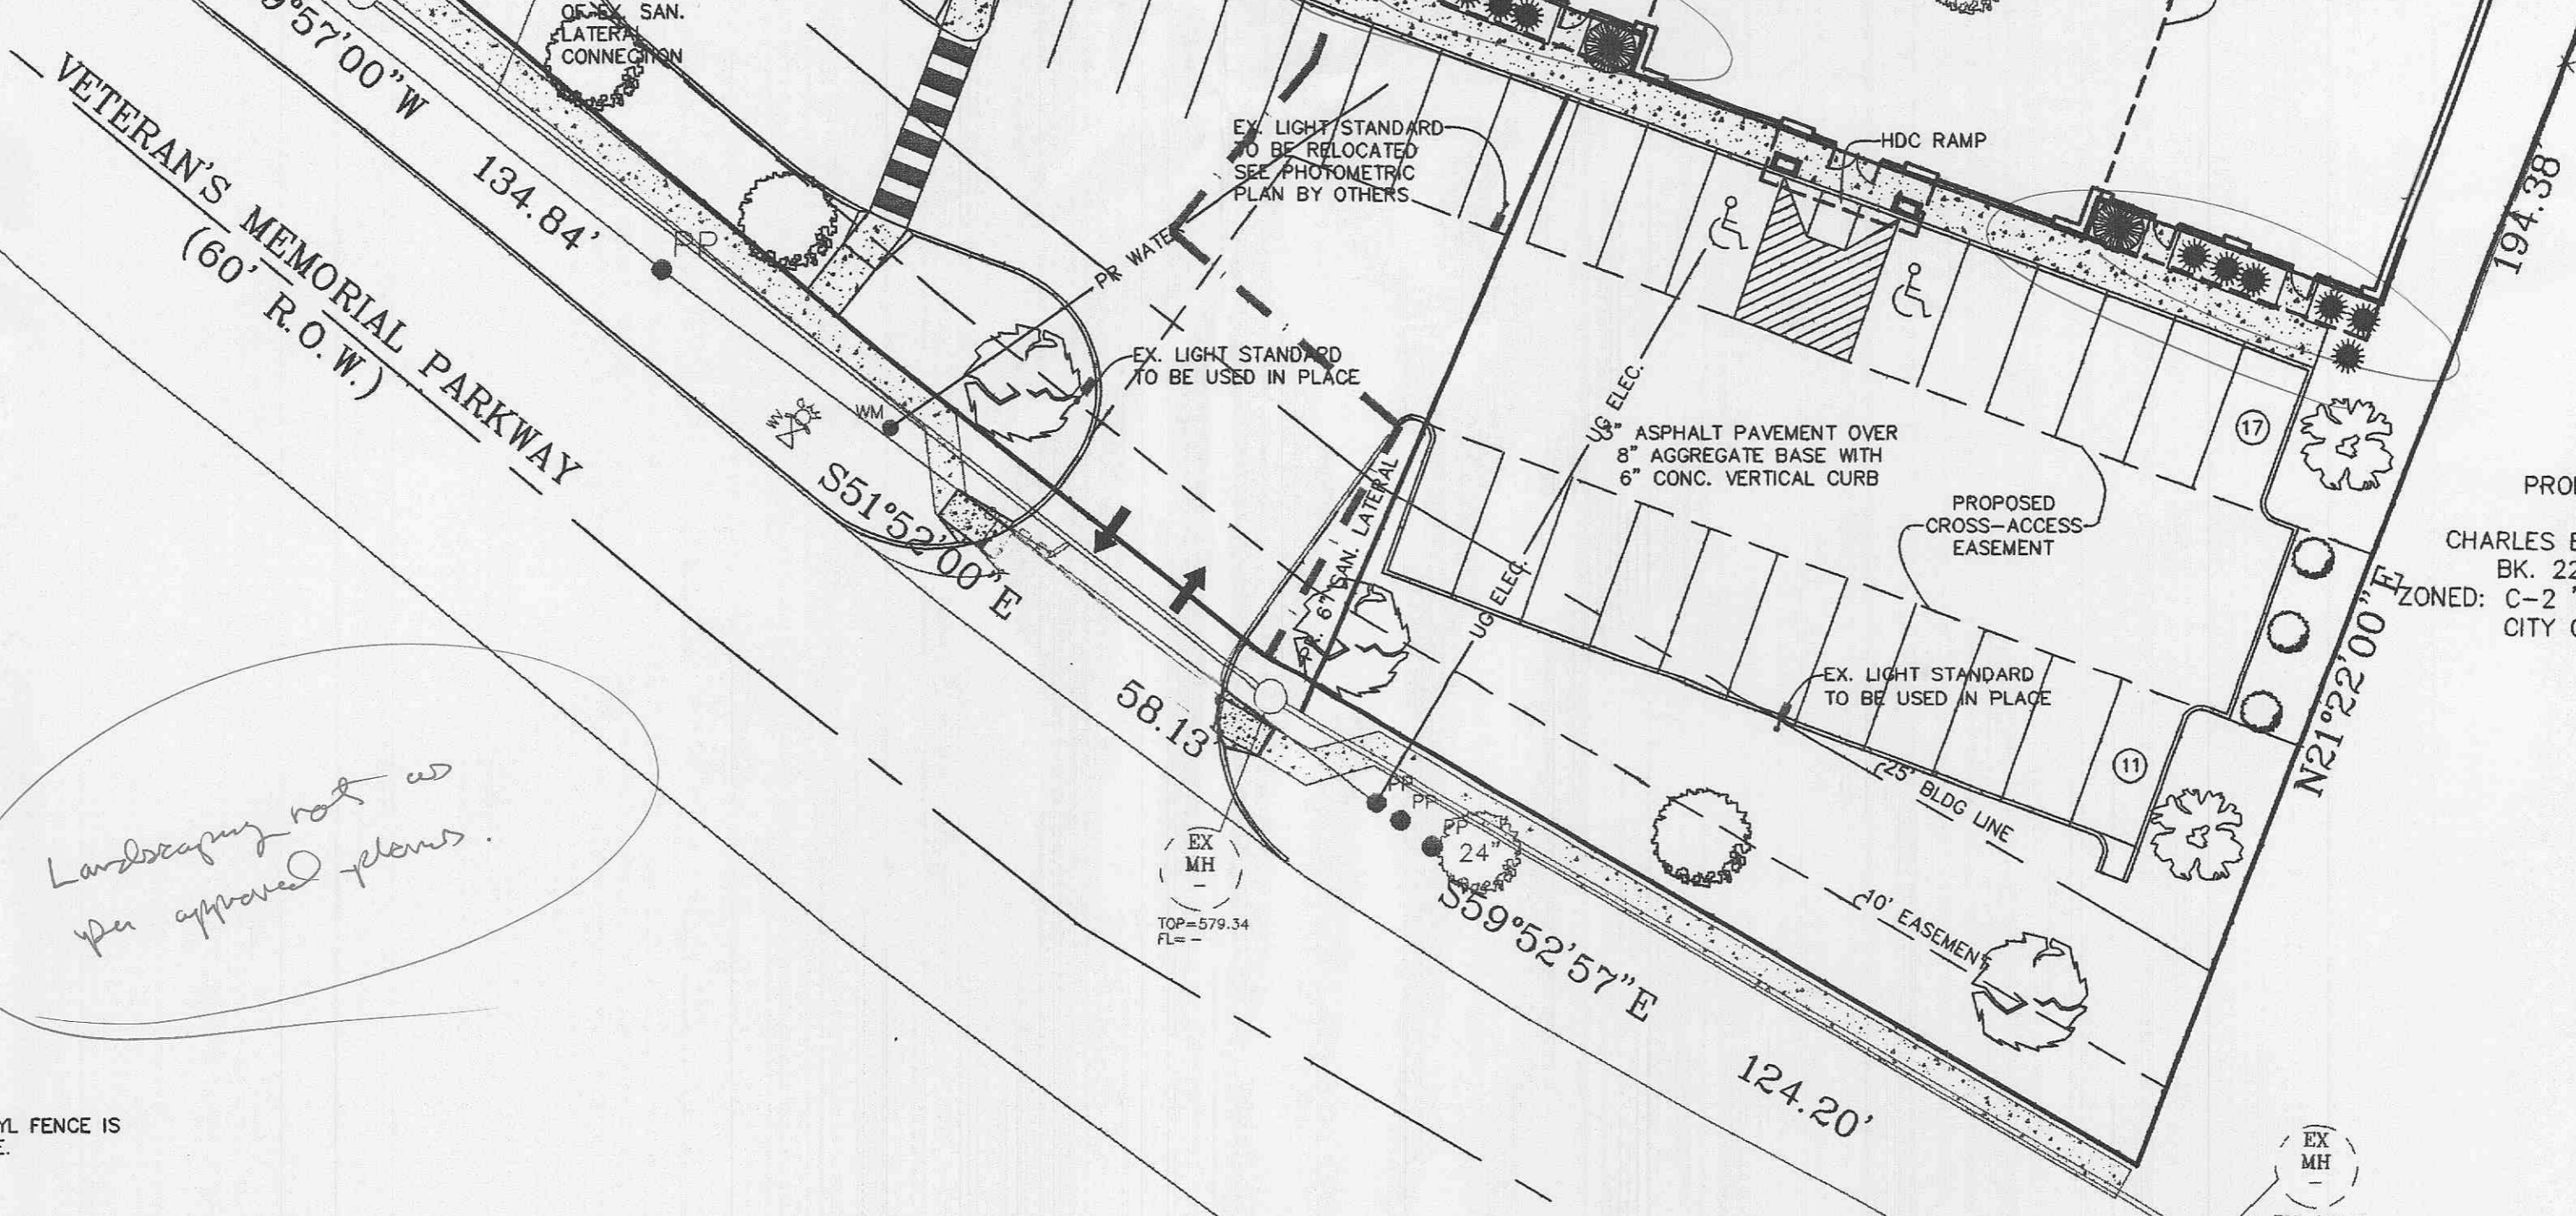 OF EX. SAN.
LATERAL
CONNECTION
9°57'00"W
134.84'
VETERAN'S MEMORIAL PARKWAY
(60' R.O.W.)
PP
EX. LIGHT STANDARD
TO BE RELOCATED
SEE PHOTOMETRIC
PLAN BY OTHERS
HDC RAMP
194.38'
PR WATE
EX. LIGHT STANDARD
TO BE USED IN PLACE
WM
WV
S51°52'00"E
58.13'
6" SAN. LATERAL
UG ELEC.
UG ELEC.
3" ASPHALT PAVEMENT OVER
8" AGGREGATE BASE WITH
6" CONC. VERTICAL CURB
17
PROPOSED
CROSS-ACCESS
EASEMENT
PRO
CHARLES
BK. 22
ZONED: C-2
CITY
N21°22'00"E
EX. LIGHT STANDARD
TO BE USED IN PLACE
11
25' BLDG LINE
10' EASEMENT
PP
PP
PP
24"
S59°52'57"E
124.20'
EX
MH
-
TOP=579.34
FL= -
Landscaping not as
per approved plans.
YL FENCE IS
E.
EX
MH
-